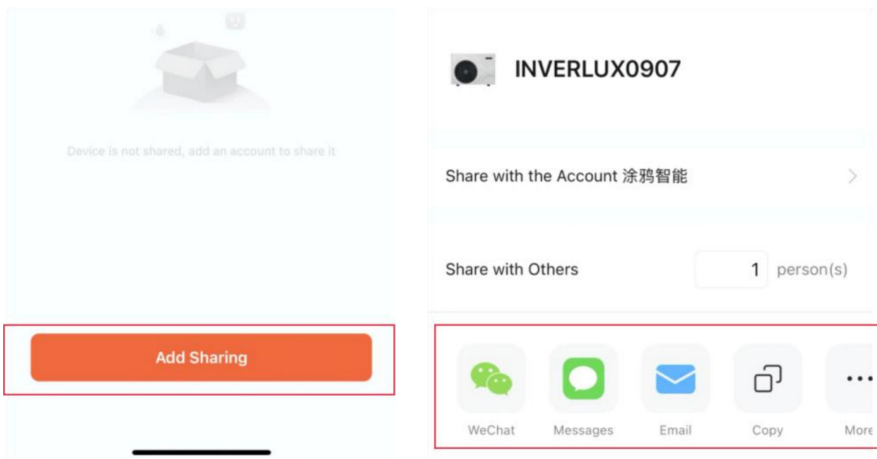 Device is not shared, add an account to share it
Add Sharing
INVERLUX0907
Share with the Account 涂鸦智能
Share with Others
1 person(s)
WeChat
Messages
Email
Copy
More